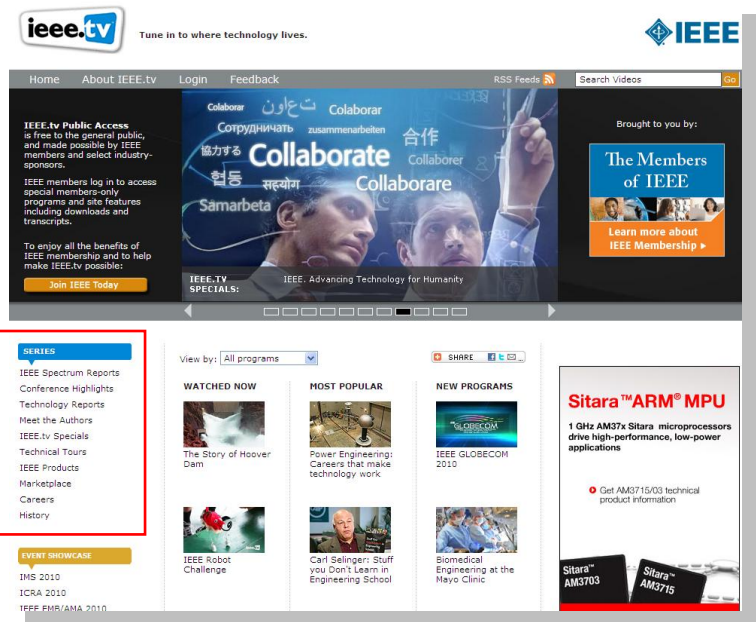 ieee.tv
Tune in to where technology lives.
IEEE
Home About IEEE.tv Login Feedback
RSS Feeds
Search Videos
Go
IEEE.tv Public Access
is free to the general public,
and made possible by IEEE
members and select industry-
sponsors.
IEEE members log in to access
special members-only
programs and site features
including downloads and
transcripts.
To enjoy all the benefits of
IEEE membership and to help
make IEEE.tv possible:
Join IEEE Today
Colaborar
تعاون
Colaborar
Сотрудничать
zusammenarbeiten
合作
協力する
Collaborate
Collaborer
협동
सहयोग
Collaborare
Samarbeta
IEEE.TV
SPECIALS:
IEEE. Advancing Technology for Humanity
Brought to you by:
The Members
of IEEE
Learn more about
IEEE Membership
SERIES
IEEE Spectrum Reports
Conference Highlights
Technology Reports
Meet the Authors
IEEE.tv Specials
Technical Tours
IEEE Products
Marketplace
Careers
History
EVENT SHOWCASE
IMS 2010
ICRA 2010
IEEE EMB/AMA 2010
View by: All programs
SHARE
WATCHED NOW
The Story of Hoover
Dam
IEEE Robot
Challenge
MOST POPULAR
Power Engineering:
Careers that make
technology work
Carl Selinger: Stuff
you Don't Learn in
Engineering School
NEW PROGRAMS
GLOBECOM
IEEE GLOBECOM
2010
Biomedical
Engineering at the
Mayo Clinic
Sitara™ARM® MPU
1 GHz AM37x Sitara microprocessors
drive high-performance, low-power
applications
Get AM3715/03 technical
product information
Sitara™
AM3703
Sitara™
AM3715